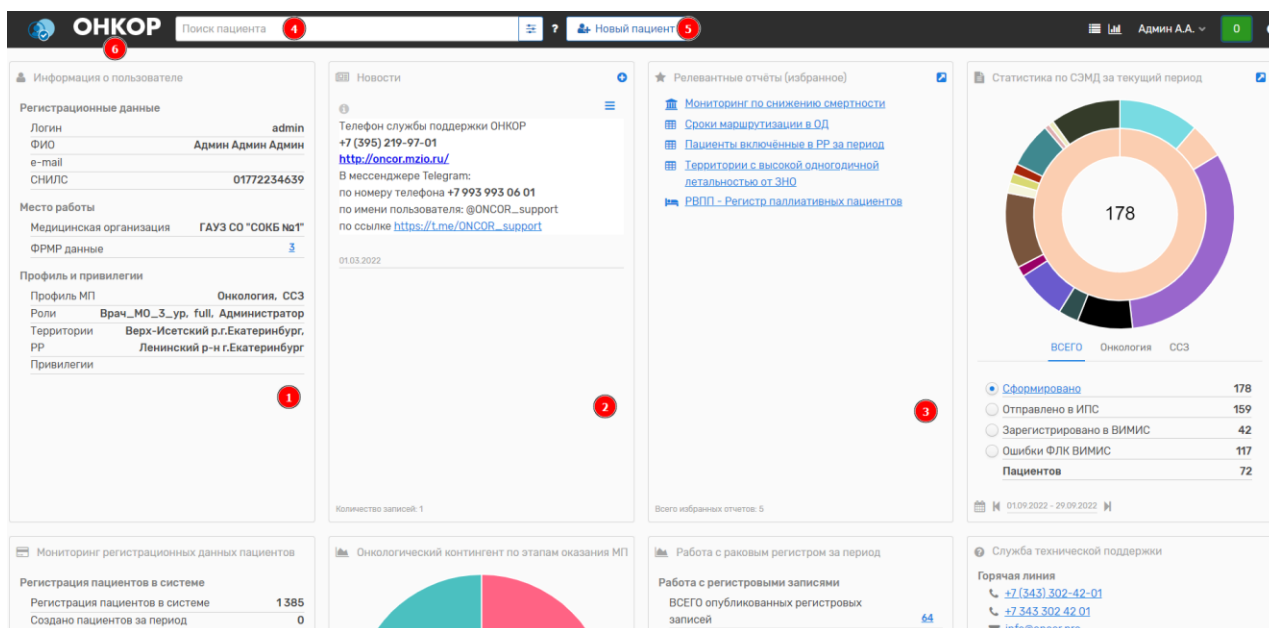 ОНКОР
Поиск пациента
4
?
Новый пациент
5
Админ А.А.
0
6
Информация о пользователе
Регистрационные данные
Логин admin
ФИО Админ Админ Админ
e-mail
СНИЛС 01772234639
Место работы
Медицинская организация ГАУЗ СО "СОКБ №1"
ФРМР данные 3
Профиль и привилегии
Профиль МП Онкология, ССЗ
Роли Врач_МО_3_ур, full, Администратор
Территории Верх-Исетский р.г.Екатеринбург,
РР Ленинский р-н г.Екатеринбург
Привилегии
1
Новости
Телефон службы поддержки ОНКОР
+7 (395) 219-97-01
http://oncor.mzio.ru/
В мессенджере Telegram:
по номеру телефона +7 993 993 06 01
по имени пользователя: @ONCOR_support
по ссылке https://t.me/ONCOR_support
01.03.2022
2
Количество записей: 1
Релевантные отчёты (избранное)
Мониторинг по снижению смертности
Сроки маршрутизации в ОД
Пациенты включённые в РР за период
Территории с высокой одногодичной
летальностью от ЗНО
РВПП - Регистр паллиативных пациентов
3
Всего избранных отчетов: 5
Статистика по СЭМД за текущий период
178
ВСЕГО Онкология ССЗ
Сформировано 178
Отправлено в ИПС 159
Зарегистрировано в ВИМИС 42
Ошибки ФЛК ВИМИС 117
Пациентов 72
01.09.2022 - 29.09.2022
Мониторинг регистрационных данных пациентов
Регистрация пациентов в системе
Регистрация пациентов в системе 1 385
Создано пациентов за период 0
Онкологический контингент по этапам оказания МП
Работа с раковым регистром за период
Работа с регистровыми записями
ВСЕГО опубликованных регистровых
записей 64
Служба технической поддержки
Горячая линия
+7 (343) 302-42-01
+7 343 302 42 01
info@oncor.pro